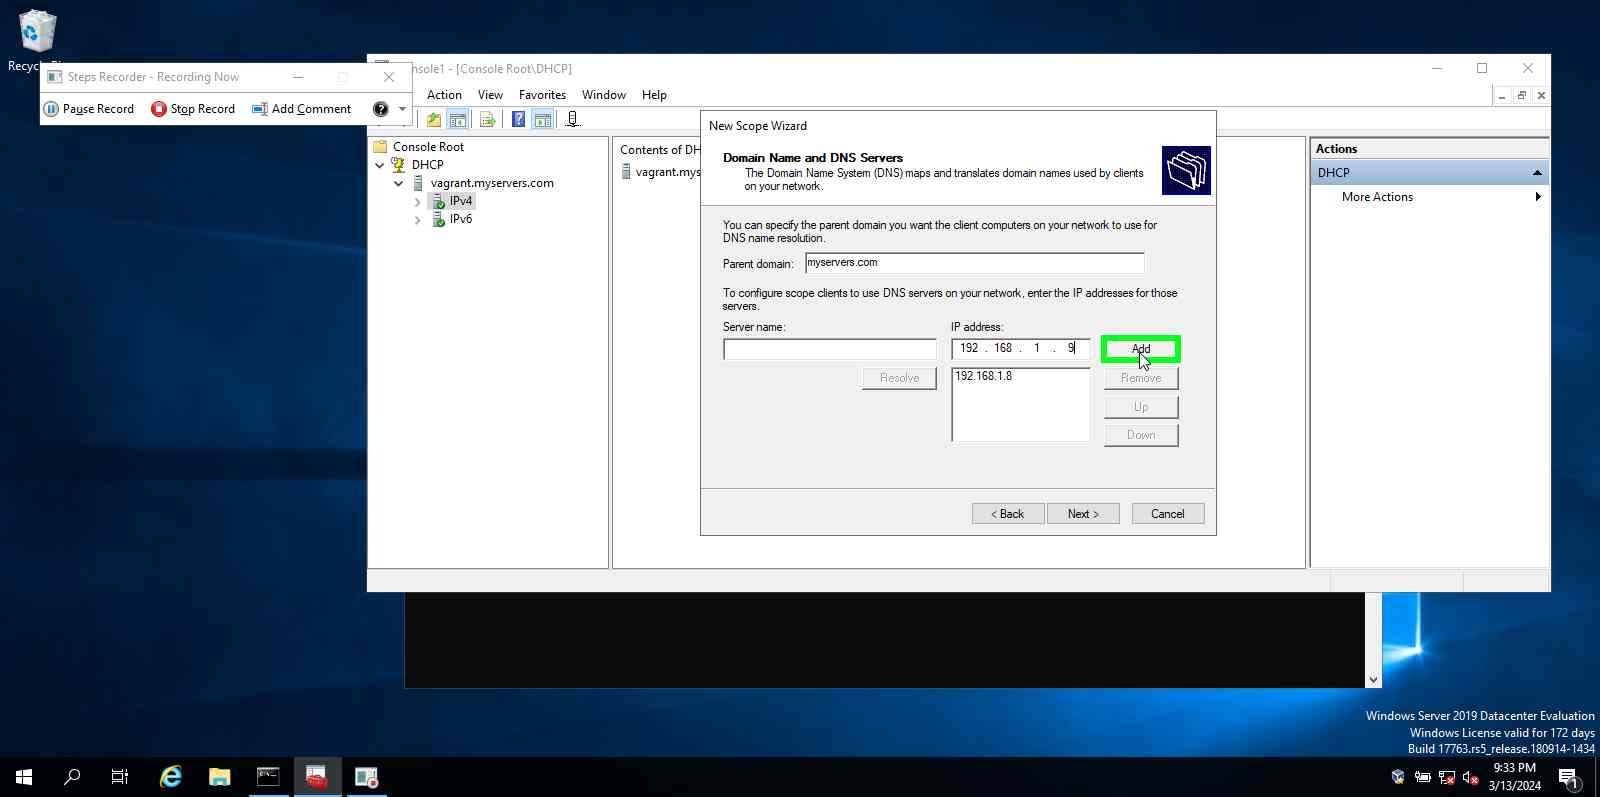 Steps Recorder - Recording Now
Pause Record
Stop Record
Add Comment
- [Console Root\DHCP]
Action
View
Favorites
Window
Help
Console Root
DHCP
vagrant.myservers.com
IPv4
IPv6
Contents of DH
vagrant.mys
New Scope Wizard
Domain Name and DNS Servers
The Domain Name System (DNS) maps and translates domain names used by clients
on your network.
You can specify the parent domain you want the client computers on your network to use for
DNS name resolution.
Parent domain:
myservers.com
To configure scope clients to use DNS servers on your network, enter the IP addresses for those
servers.
Server name:
IP address:
192 . 168 . 1 . 9
Add
Resolve
192.168.1.8
Remove
Up
Down
< Back
Next >
Cancel
Actions
DHCP
More Actions
Windows Server 2019 Datacenter Evaluation
Windows License valid for 172 days
Build 17763.rs5_release.180914-1434
9:33 PM
3/13/2024
1